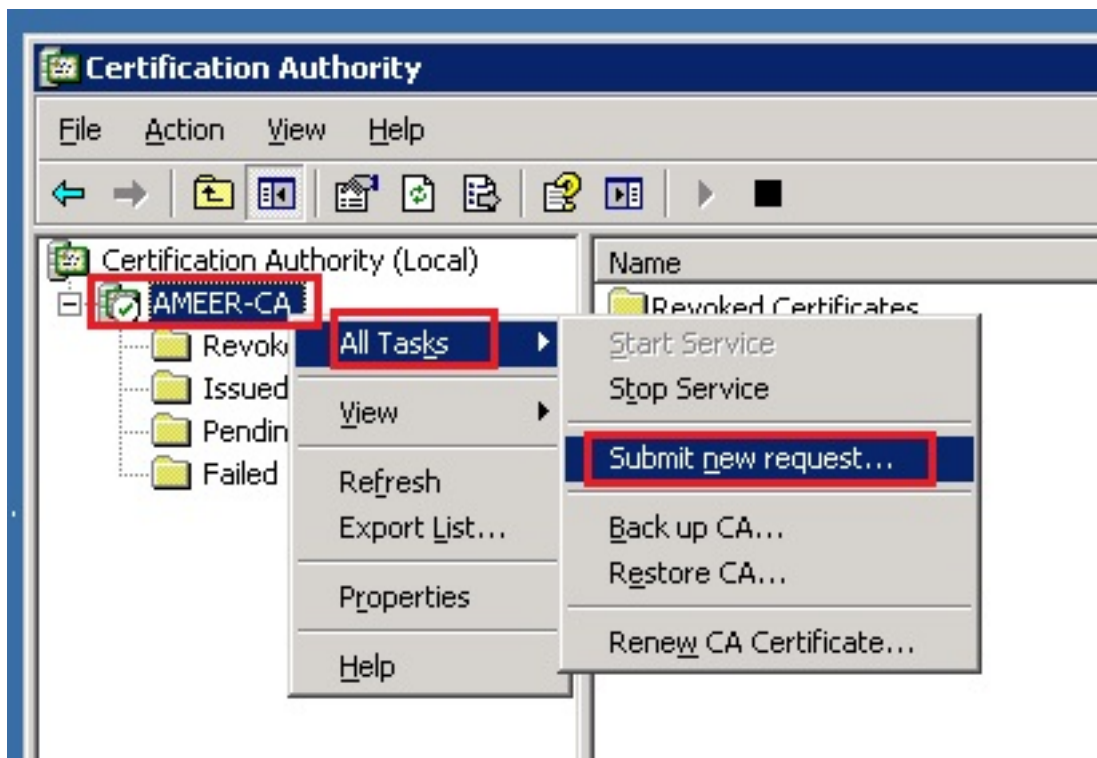 Certification Authority
File Action View Help
Certification Authority (Local)
AMEER-CA
Issued
Failed
Name
Revoked Certificates
All Tasks
View
Refresh
Export List...
Properties
Help
Start Service
Stop Service
Submit new request...
Back up CA...
Restore CA...
Renew CA Certificate...